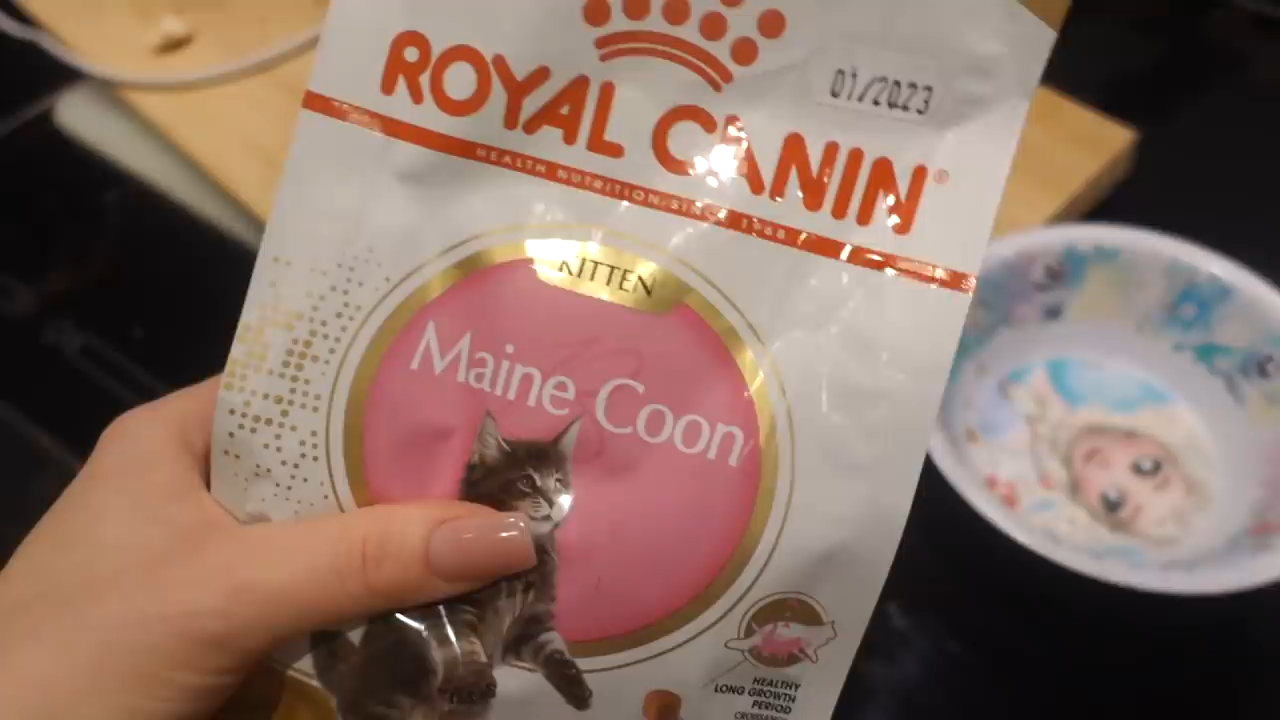 01/2023
ROYAL CANIN®
HEALTH NUTRITION SINCE 1968
KITTEN
Maine Coon
HEALTHY
LONG GROWTH
PERIOD